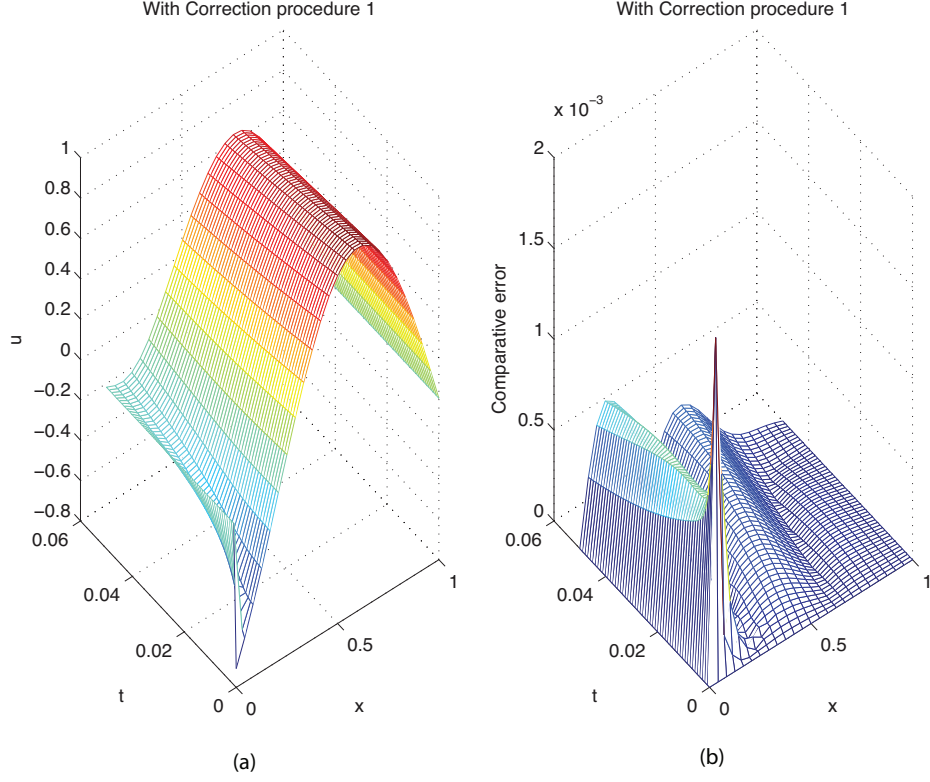 With Correction procedure 1
1
0.8
0.6
0.4
0.2
0
−0.2
−0.4
−0.6
−0.8
u
0.06
0.04
0.02
0
t
0
0.5
1
x
(a)
With Correction procedure 1
x 10⁻³
2
1.5
1
0.5
0
Comparative error
0.06
0.04
0.02
0
t
0
0.5
1
x
(b)